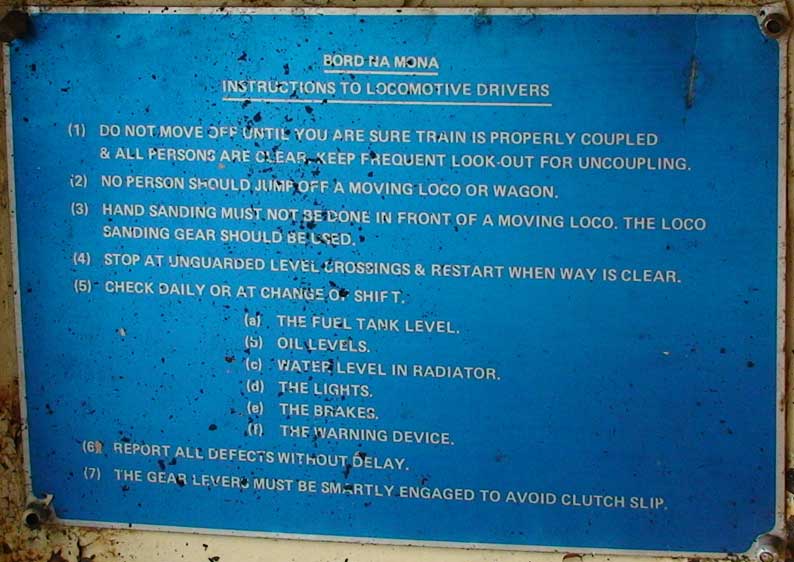 BORD NA MONA
INSTRUCTIONS TO LOCOMOTIVE DRIVERS
(1) DO NOT MOVE OFF UNTIL YOU ARE SURE TRAIN IS PROPERLY COUPLED
& ALL PERSONS ARE CLEAR. KEEP FREQUENT LOOK-OUT FOR UNCOUPLING.
(2) NO PERSON SHOULD JUMP OFF A MOVING LOCO OR WAGON.
(3) HAND SANDING MUST NOT BE DONE IN FRONT OF A MOVING LOCO. THE LOCO
SANDING GEAR SHOULD BE USED.
(4) STOP AT UNGUARDED LEVEL CROSSINGS & RESTART WHEN WAY IS CLEAR.
(5) CHECK DAILY OR AT CHANGE OF SHIFT.
(a) THE FUEL TANK LEVEL.
(b) OIL LEVELS.
(c) WATER LEVEL IN RADIATOR.
(d) THE LIGHTS.
(e) THE BRAKES.
(f) THE WARNING DEVICE.
(6) REPORT ALL DEFECTS WITHOUT DELAY.
(7) THE GEAR LEVERS MUST BE SMARTLY ENGAGED TO AVOID CLUTCH SLIP.